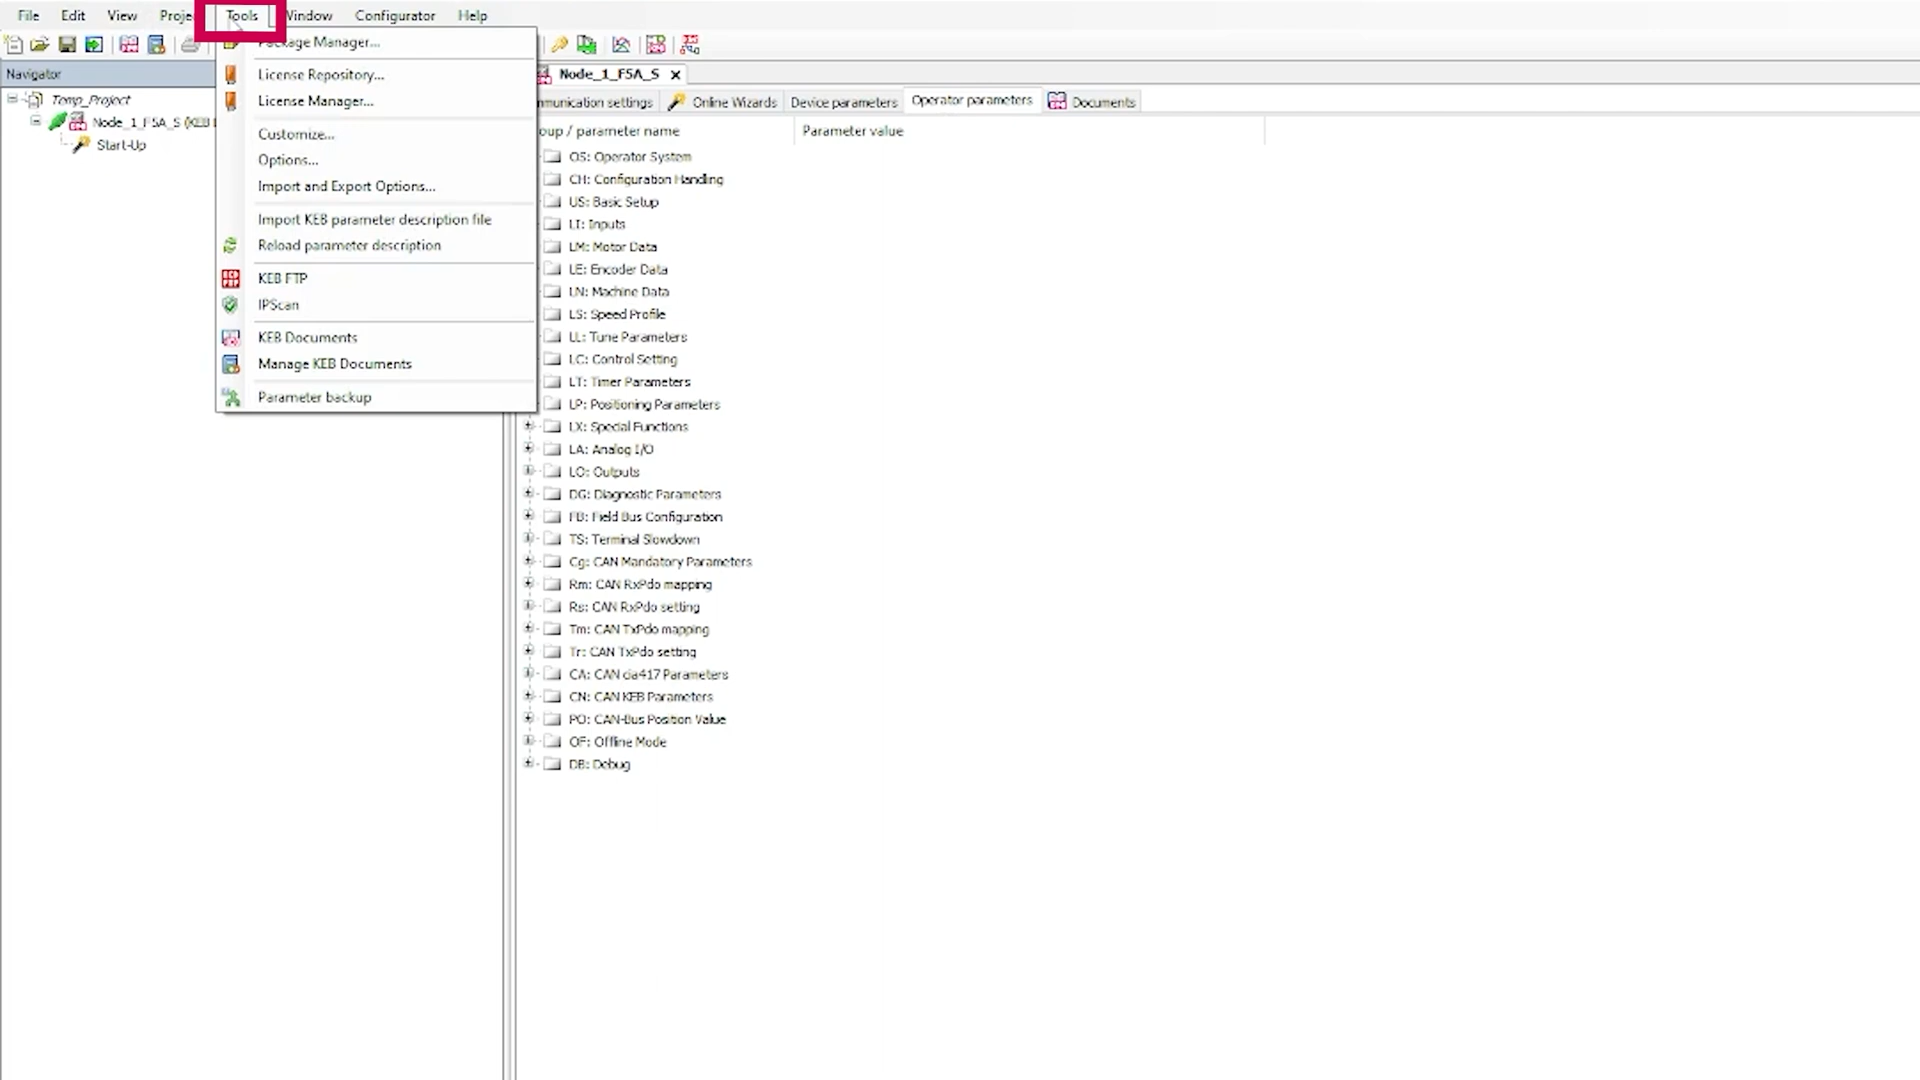 File Edit View Tools Window Configurator Help
Package Manager...
License Repository...
License Manager...
Customize...
Options...
Import and Export Options...
Import KEB parameter description file
Reload parameter description
KEB FTP
IPScan
KEB Documents
Manage KEB Documents
Parameter backup
Navigator
Temp_Project
Node_1_F5A_S (KEB
Start-Up
Node_1_F5A_S
settings Online Wizards Device parameters Operator parameters Documents
/ parameter name Parameter value
OS: Operator System
CH: Configuration Handling
US: Basic Setup
LI: Inputs
LM: Motor Data
LE: Encoder Data
LN: Machine Data
LS: Speed Profile
LL: Tune Parameters
LC: Control Setting
LT: Timer Parameters
LP: Positioning Parameters
LX: Special Functions
LA: Analog I/O
LO: Outputs
DG: Diagnostic Parameters
FB: Field Bus Configuration
TS: Terminal Slowdown
Cg: CAN Mandatory Parameters
Rm: CAN RxPdo mapping
Rs: CAN RxPdo setting
Tm: CAN TxPdo mapping
Tr: CAN TxPdo setting
CA: CAN cia417 Parameters
CN: CAN KEB Parameters
PO: CAN-Bus Position Value
OF: Offline Mode
DB: Debug